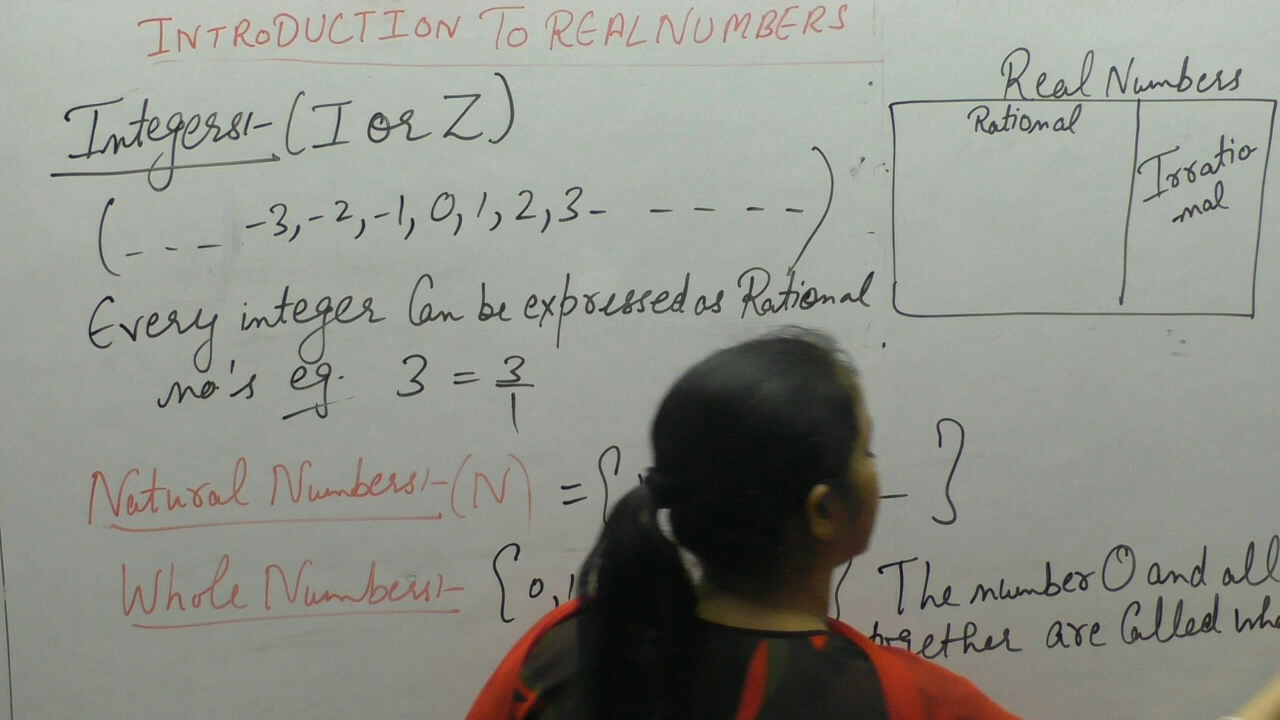 INTRODUCTION TO REAL NUMBERS
Integers:- (I or Z)
(--- -3, -2, -1, 0, 1, 2, 3- - - - --)
Every integer Can be expressed as Rational
no's eg. 3 = 3/1
Natural Numbers:- (N) = { – }
Whole Numbers:- {0, 1 } The number 0 and all
together are Called
Real Numbers
Rational
Irratio
nal